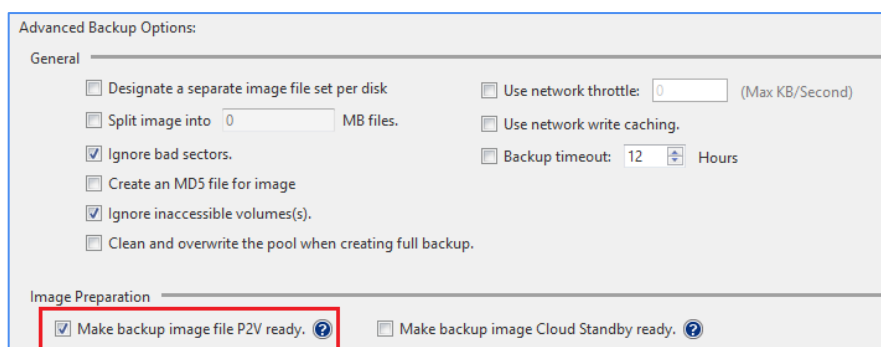 Advanced Backup Options:
General
Designate a separate image file set per disk
Use network throttle: 0 (Max KB/Second)
Split image into 0 MB files.
Use network write caching.
Ignore bad sectors.
Backup timeout: 12 Hours
Create an MD5 file for image
Ignore inaccessible volumes(s).
Clean and overwrite the pool when creating full backup.
Image Preparation
Make backup image file P2V ready. ?
Make backup image Cloud Standby ready. ?